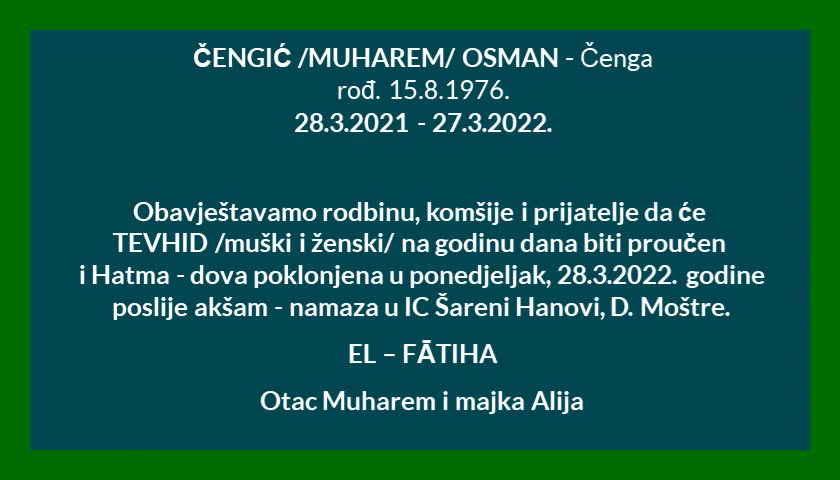 ČENGIĆ /MUHAREM/ OSMAN - Čenga
rođ. 15.8.1976.
28.3.2021 - 27.3.2022.
Obavještavamo rodbinu, komšije i prijatelje da će
TEVHID /muški i ženski/ na godinu dana biti proučen
i Hatma - dova poklonjena u ponedjeljak, 28.3.2022. godine
poslije akšam - namaza u IC Šareni Hanovi, D. Moštre.
EL – FĀTIHA
Otac Muharem i majka Alija